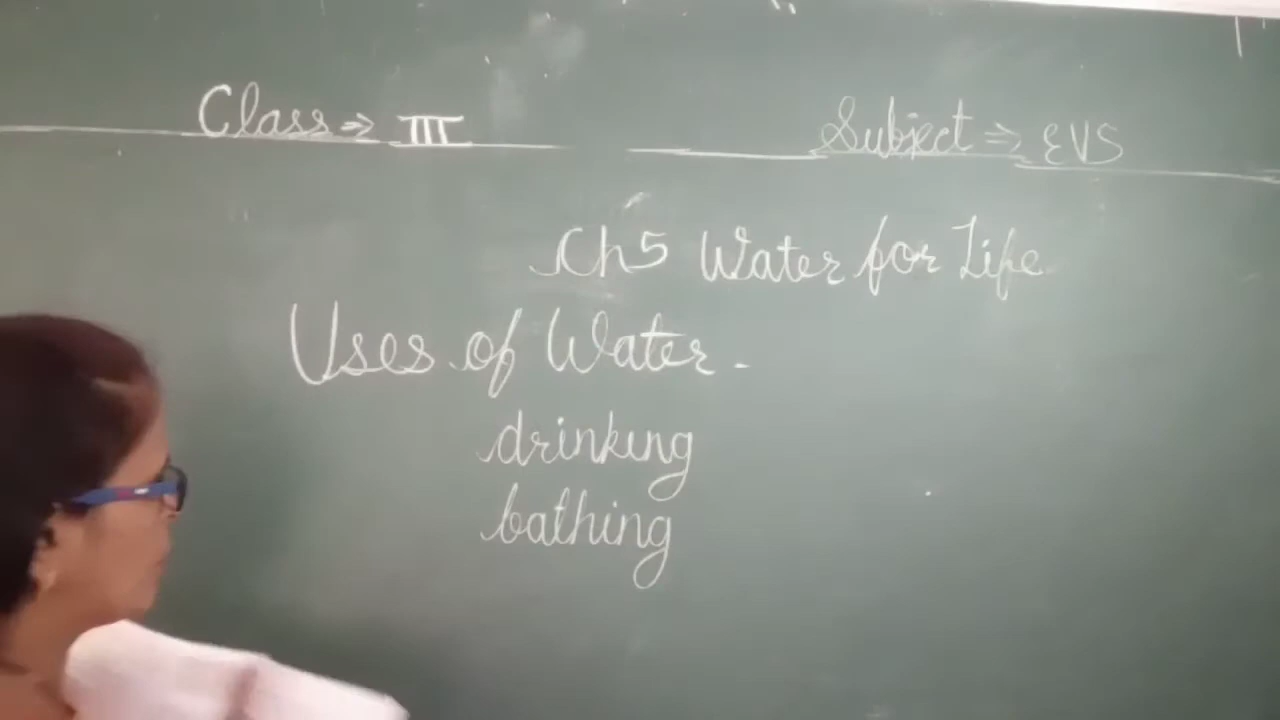 Class ⇒ III
Subject ⇒ EVS
Ch5 Water for Life
Uses of Water -
drinking
bathing